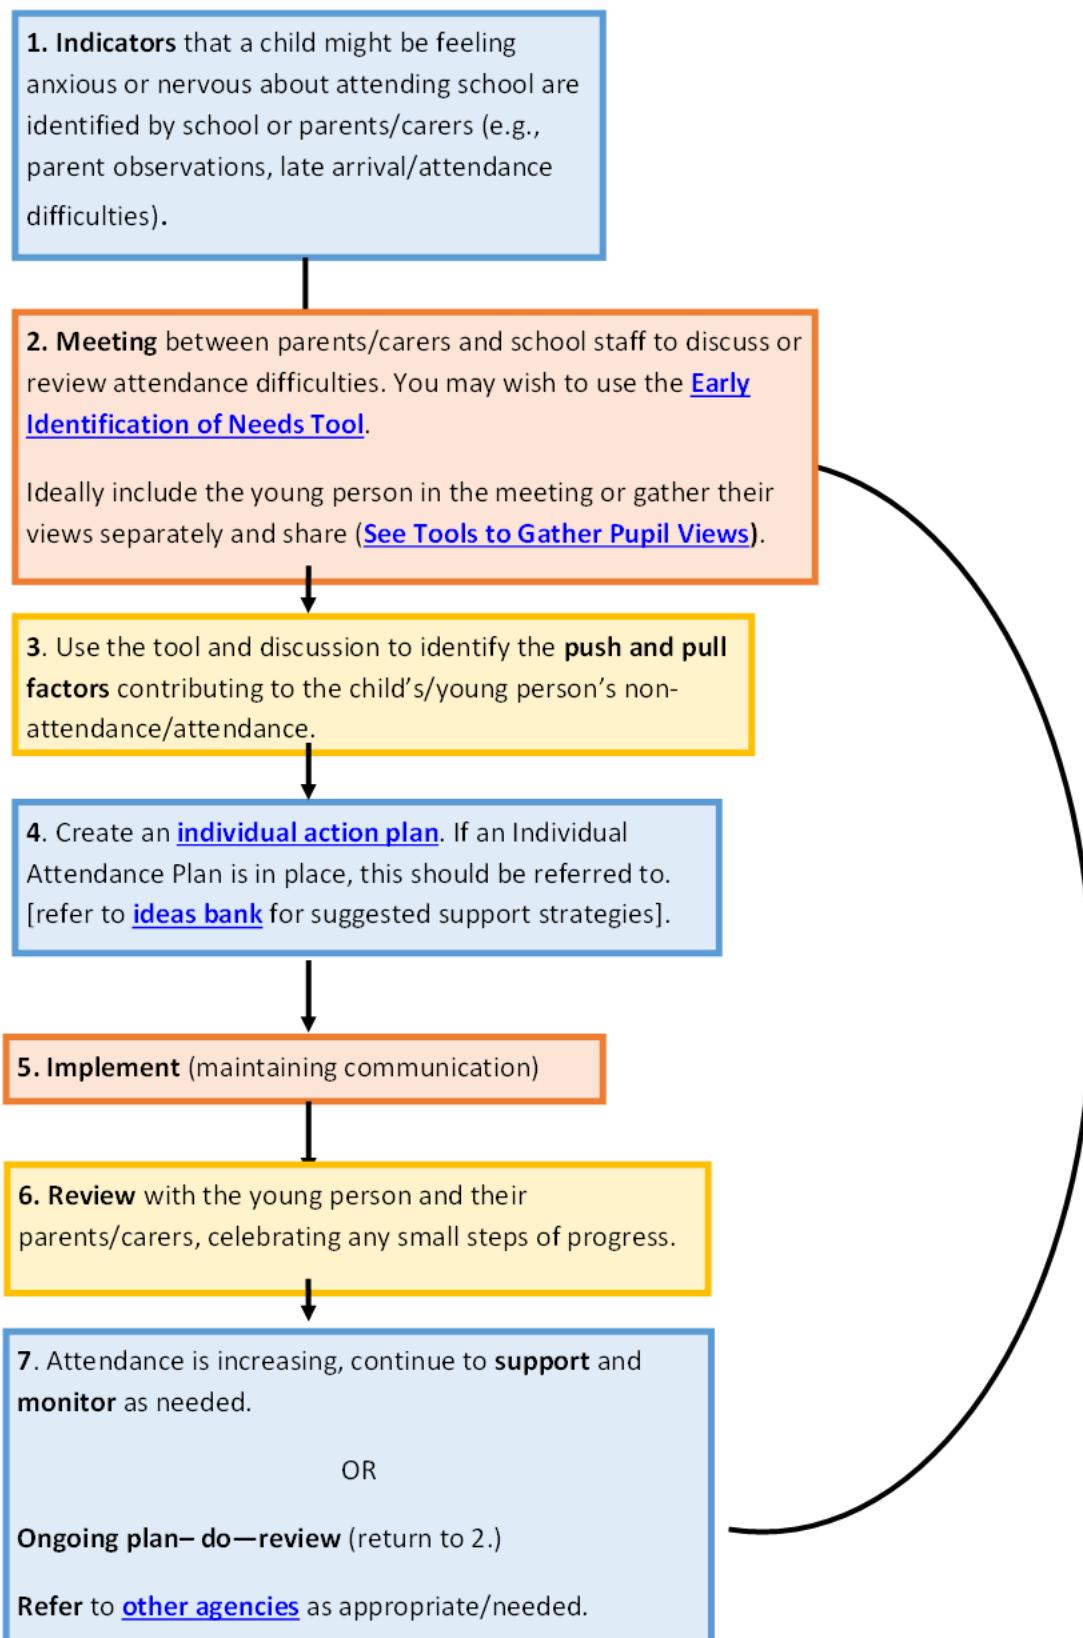 1. Indicators that a child might be feeling
anxious or nervous about attending school are
identified by school or parents/carers (e.g.,
parent observations, late arrival/attendance
difficulties).
2. Meeting between parents/carers and school staff to discuss or
review attendance difficulties. You may wish to use the Early
Identification of Needs Tool.
Ideally include the young person in the meeting or gather their
views separately and share (See Tools to Gather Pupil Views).
3. Use the tool and discussion to identify the push and pull
factors contributing to the child’s/young person’s non-
attendance/attendance.
4. Create an individual action plan. If an Individual
Attendance Plan is in place, this should be referred to.
[refer to ideas bank for suggested support strategies].
5. Implement (maintaining communication)
6. Review with the young person and their
parents/carers, celebrating any small steps of progress.
7. Attendance is increasing, continue to support and
monitor as needed.
OR
Ongoing plan– do—review (return to 2.)
Refer to other agencies as appropriate/needed.